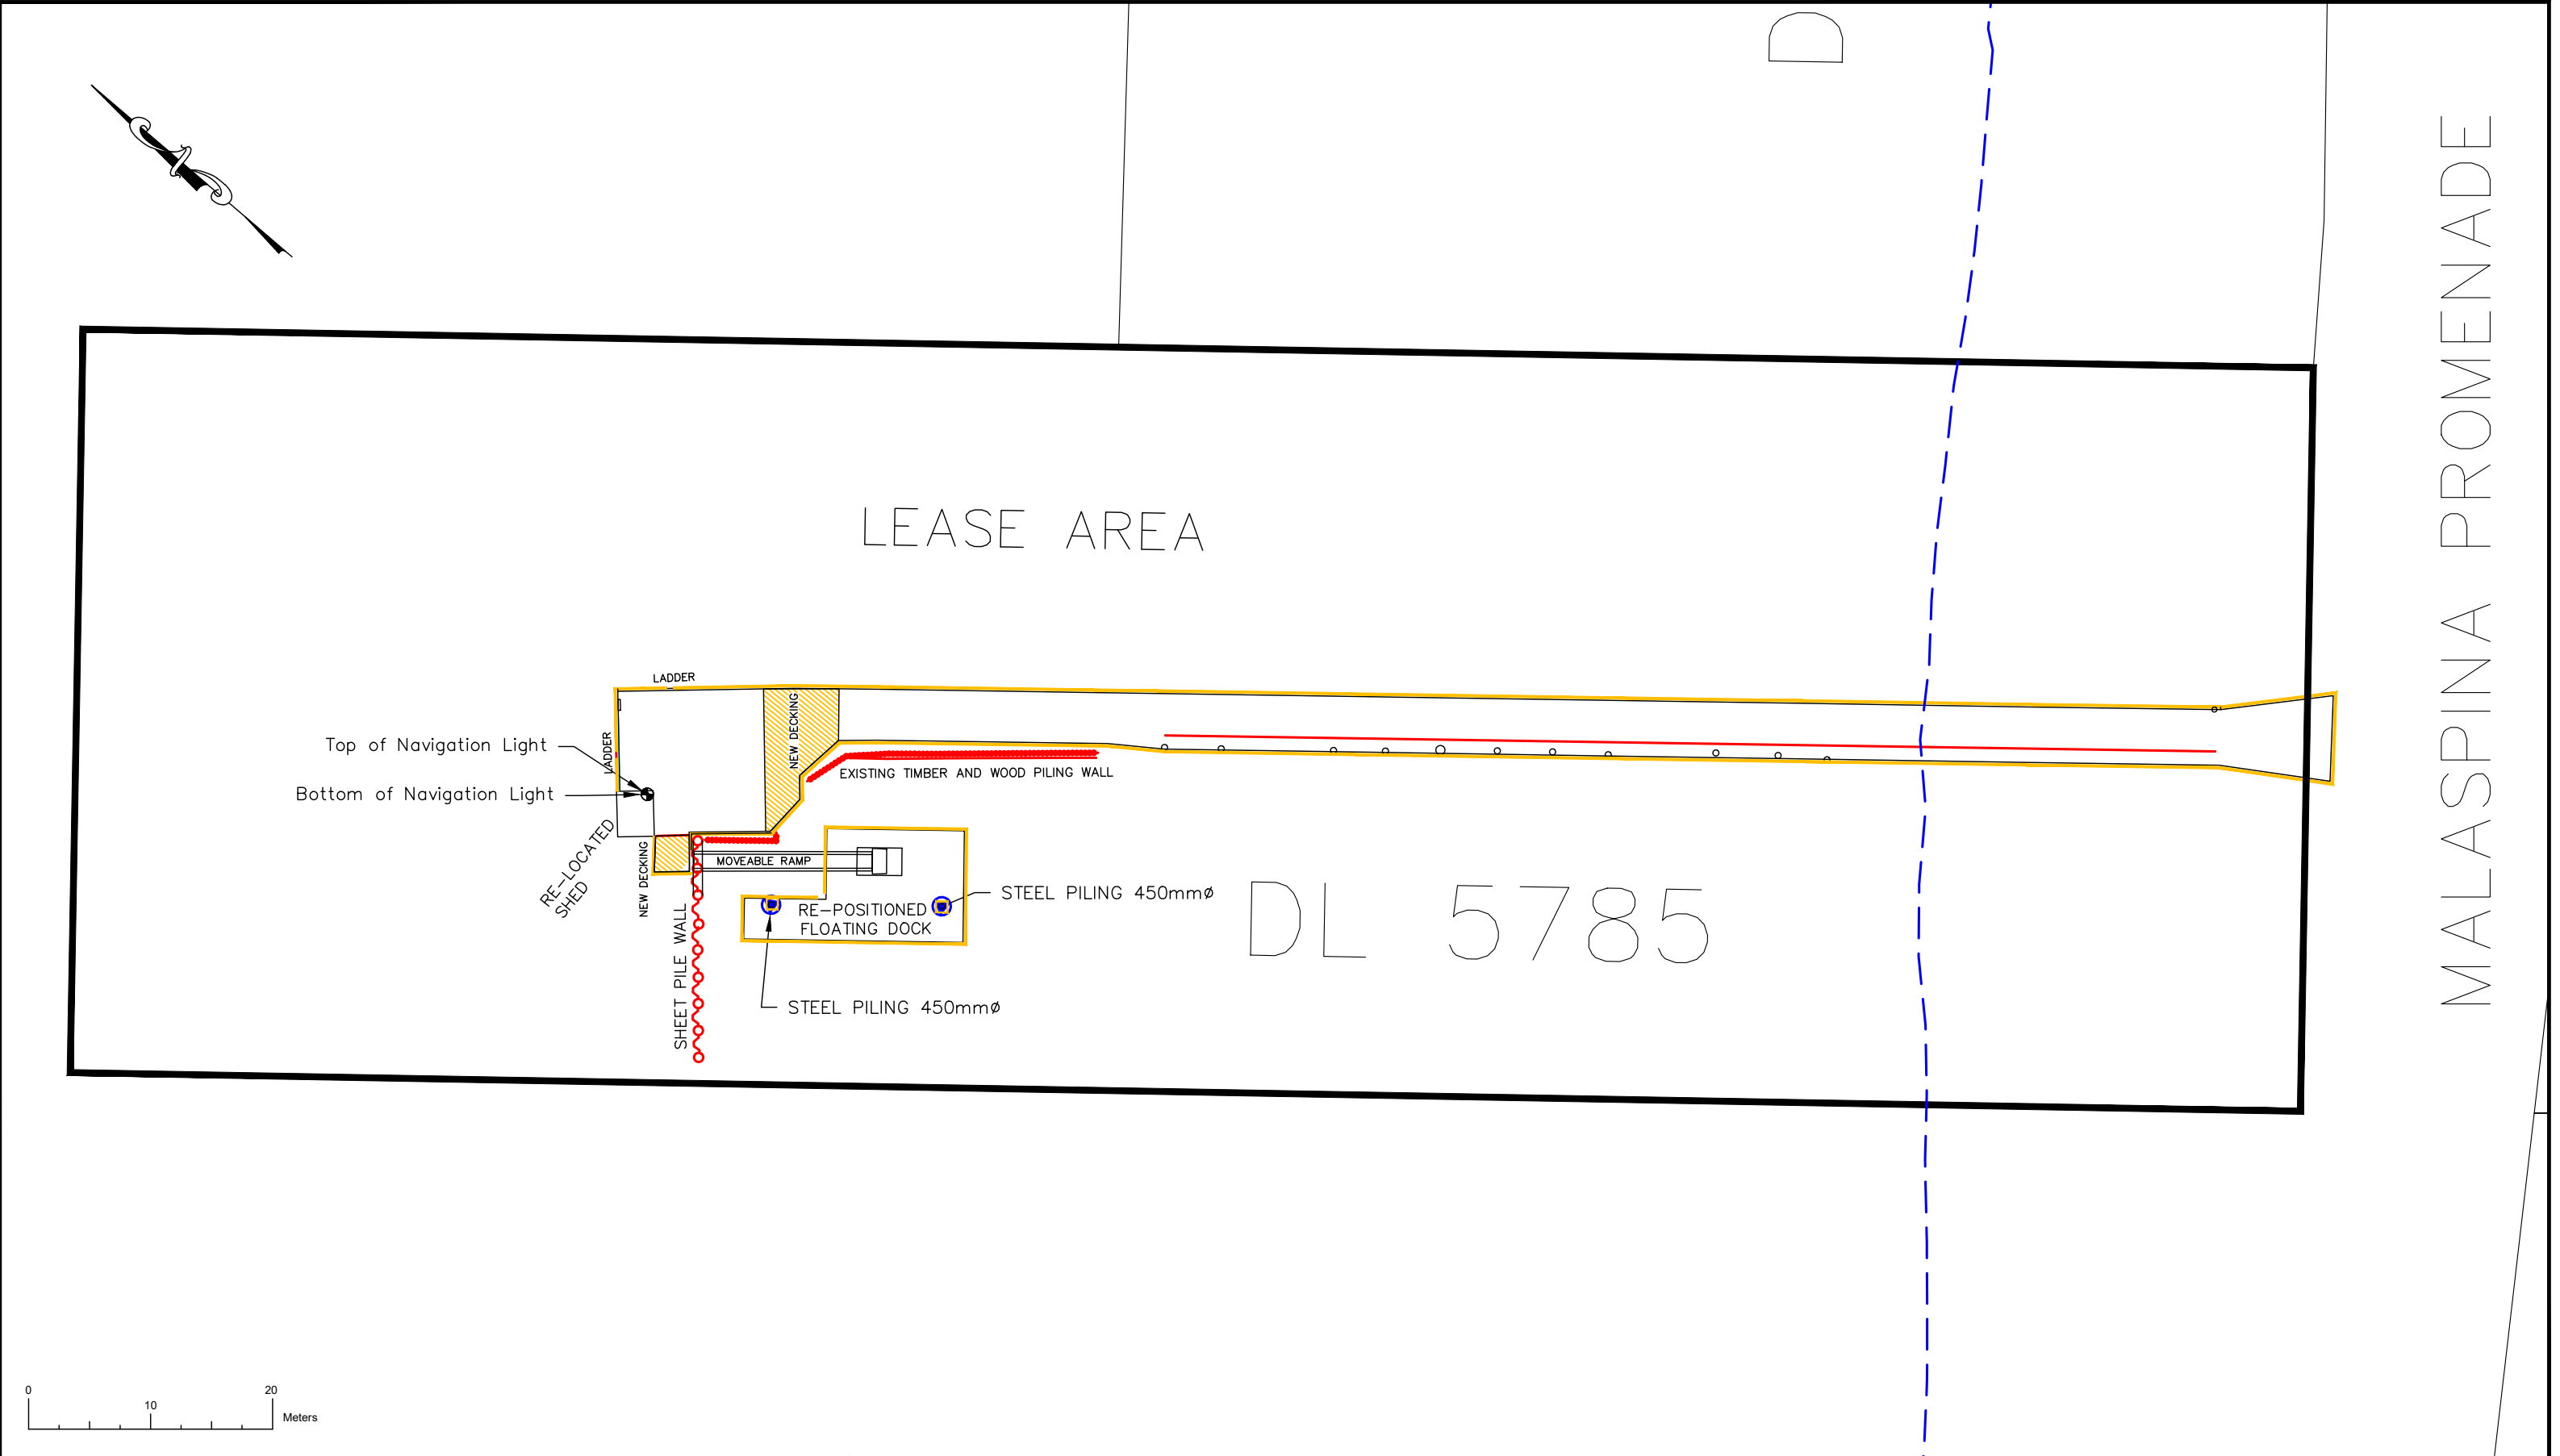 D
MALASPINA PROMENADE
LEASE AREA
LADDER
LADDER
NEW DECKING
Top of Navigation Light
Bottom of Navigation Light
EXISTING TIMBER AND WOOD PILING WALL
RE-LOCATED
SHED
NEW DECKING
MOVEABLE RAMP
SHEET PILE WALL
RE-POSITIONED
FLOATING DOCK
STEEL PILING 450mmø
STEEL PILING 450mmø
DL 5785
0
10
20
Meters